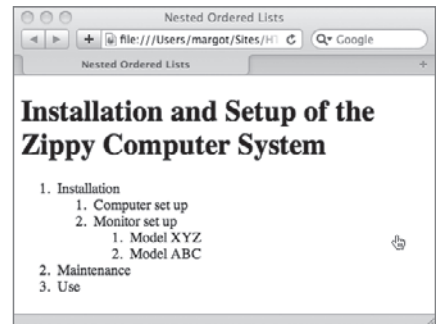 Nested Ordered Lists
file:///Users/margot/Sites/H
Google
Nested Ordered Lists
Installation and Setup of the
Zippy Computer System
1. Installation
1. Computer set up
2. Monitor set up
1. Model XYZ
2. Model ABC
2. Maintenance
3. Use